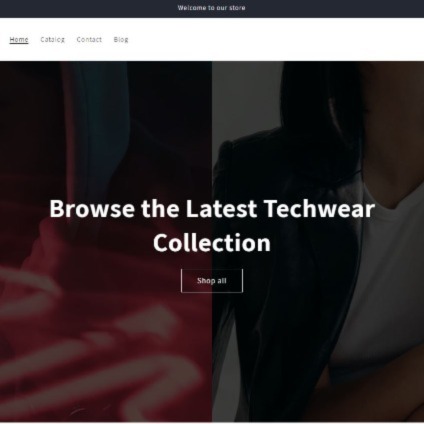 Welcome to our store
Home Catalog Contact Blog
Browse the Latest Techwear
Collection
Shop all